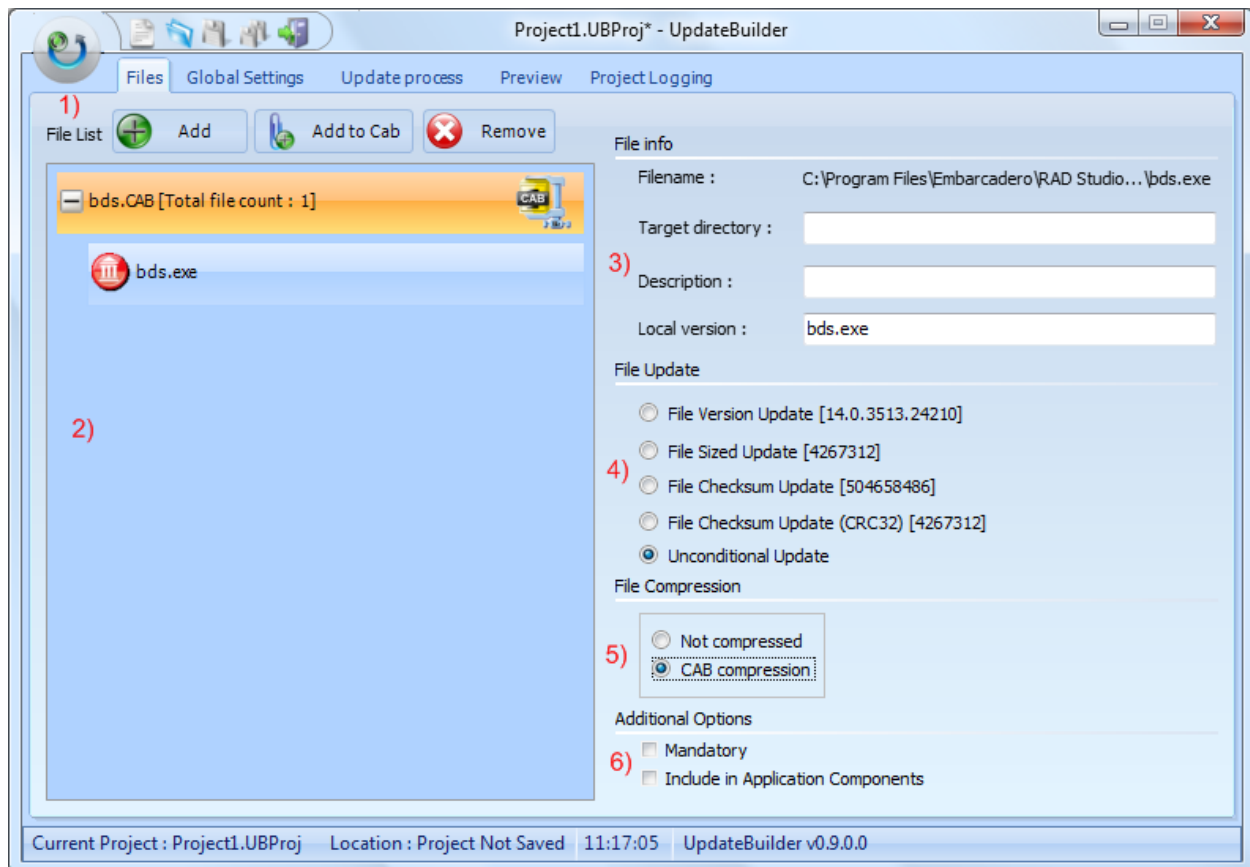 Project1.UBProj* - UpdateBuilder
Files Global Settings Update process Preview Project Logging
1)
File List Add Add to Cab Remove
bds.CAB [Total file count : 1]
CAB
bds.exe
2)
File info
Filename : C:\Program Files\Embarcadero\RAD Studio...\bds.exe
Target directory :
3)
Description :
Local version : bds.exe
File Update
File Version Update [14.0.3513.24210]
File Sized Update [4267312]
4)
File Checksum Update [504658486]
File Checksum Update (CRC32) [4267312]
Unconditional Update
File Compression
Not compressed
5)
CAB compression
Additional Options
Mandatory
6)
Include in Application Components
Current Project : Project1.UBProj Location : Project Not Saved 11:17:05 UpdateBuilder v0.9.0.0